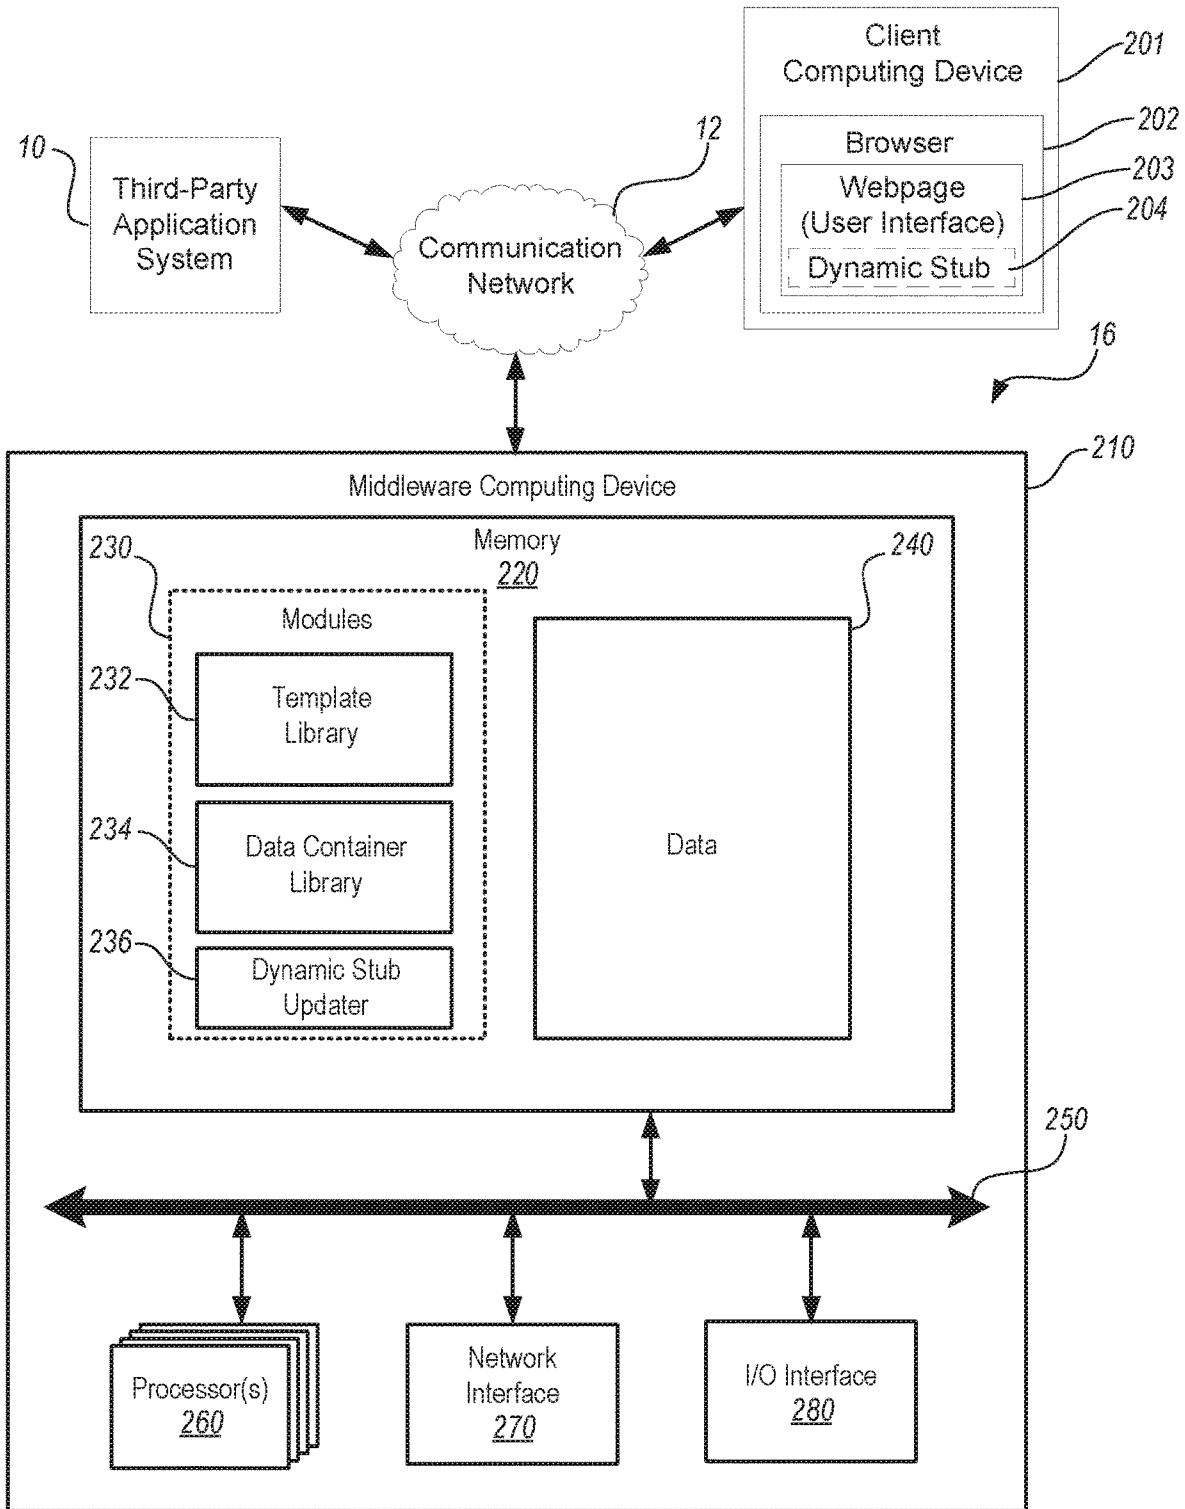 Client
Computing Device
201
202
Browser
203
Webpage
(User Interface)
204
Dynamic Stub
10
Third-Party
Application
System
12
Communication
Network
16
210
Middleware Computing Device
230
Memory
220
240
Modules
232
Template
Library
234
Data Container
Library
Data
236
Dynamic Stub
Updater
250
Processor(s)
260
Network
Interface
270
I/O Interface
280